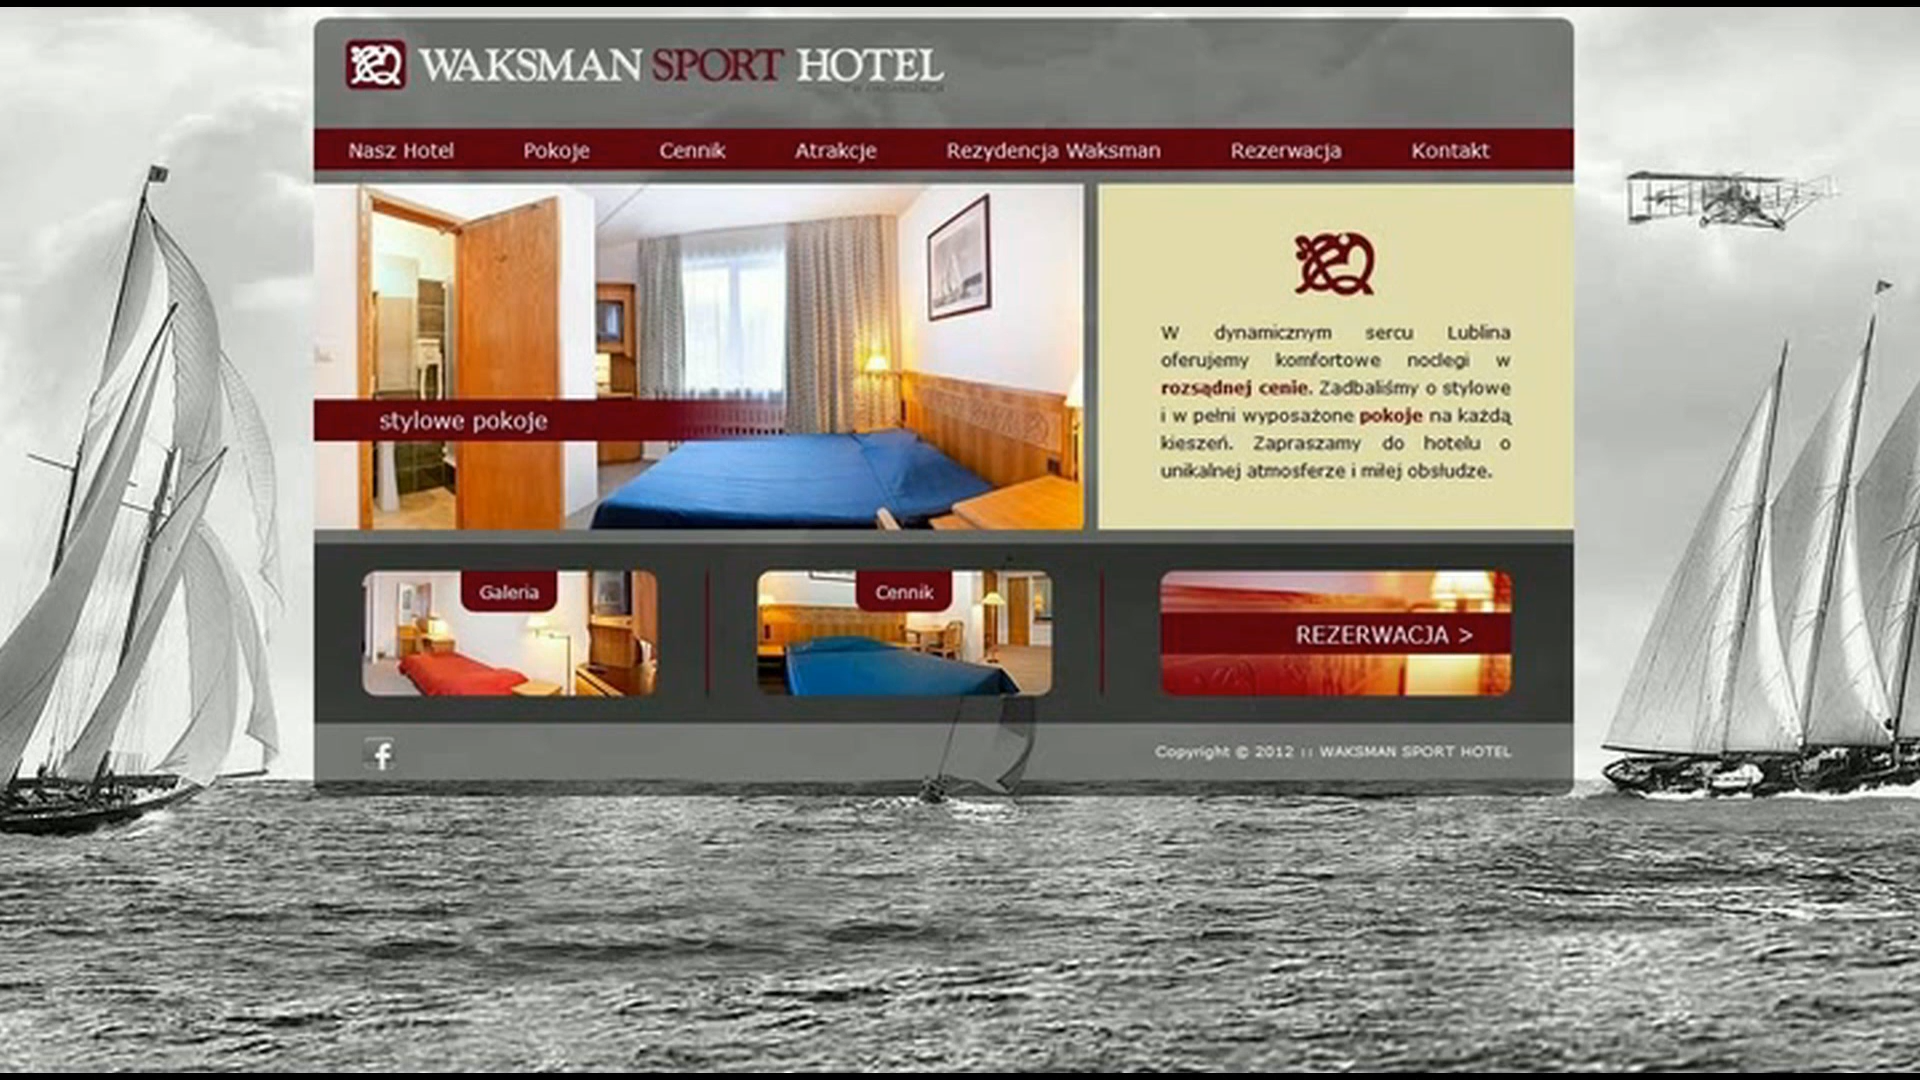 WAKSMAN SPORT HOTEL
Nasz Hotel Pokoje Cennik Atrakcje Rezydencja Waksman Rezerwacja Kontakt
stylowe pokoje
W dynamicznym sercu Lublina
oferujemy komfortowe noclegi w
rozsądnej cenie. Zadbaliśmy o stylowe
i w pełni wyposażone pokoje na każdą
kieszeń. Zapraszamy do hotelu o
unikalnej atmosferze i miłej obsłudze.
Galeria
Cennik
REZERWACJA >
f
Copyright © 2012 :: WAKSMAN SPORT HOTEL